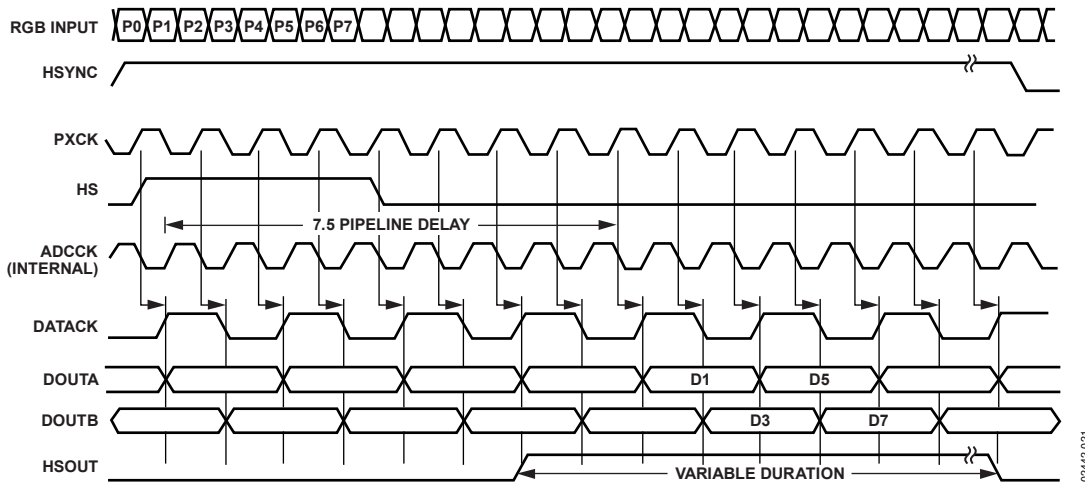 RGB INPUT P0 P1 P2 P3 P4 P5 P6 P7
HSYNC
PXCK
HS
7.5 PIPELINE DELAY
ADCCK
(INTERNAL)
DATACK
DOUTA D1 D5
DOUTB D3 D7
HSOUT VARIABLE DURATION